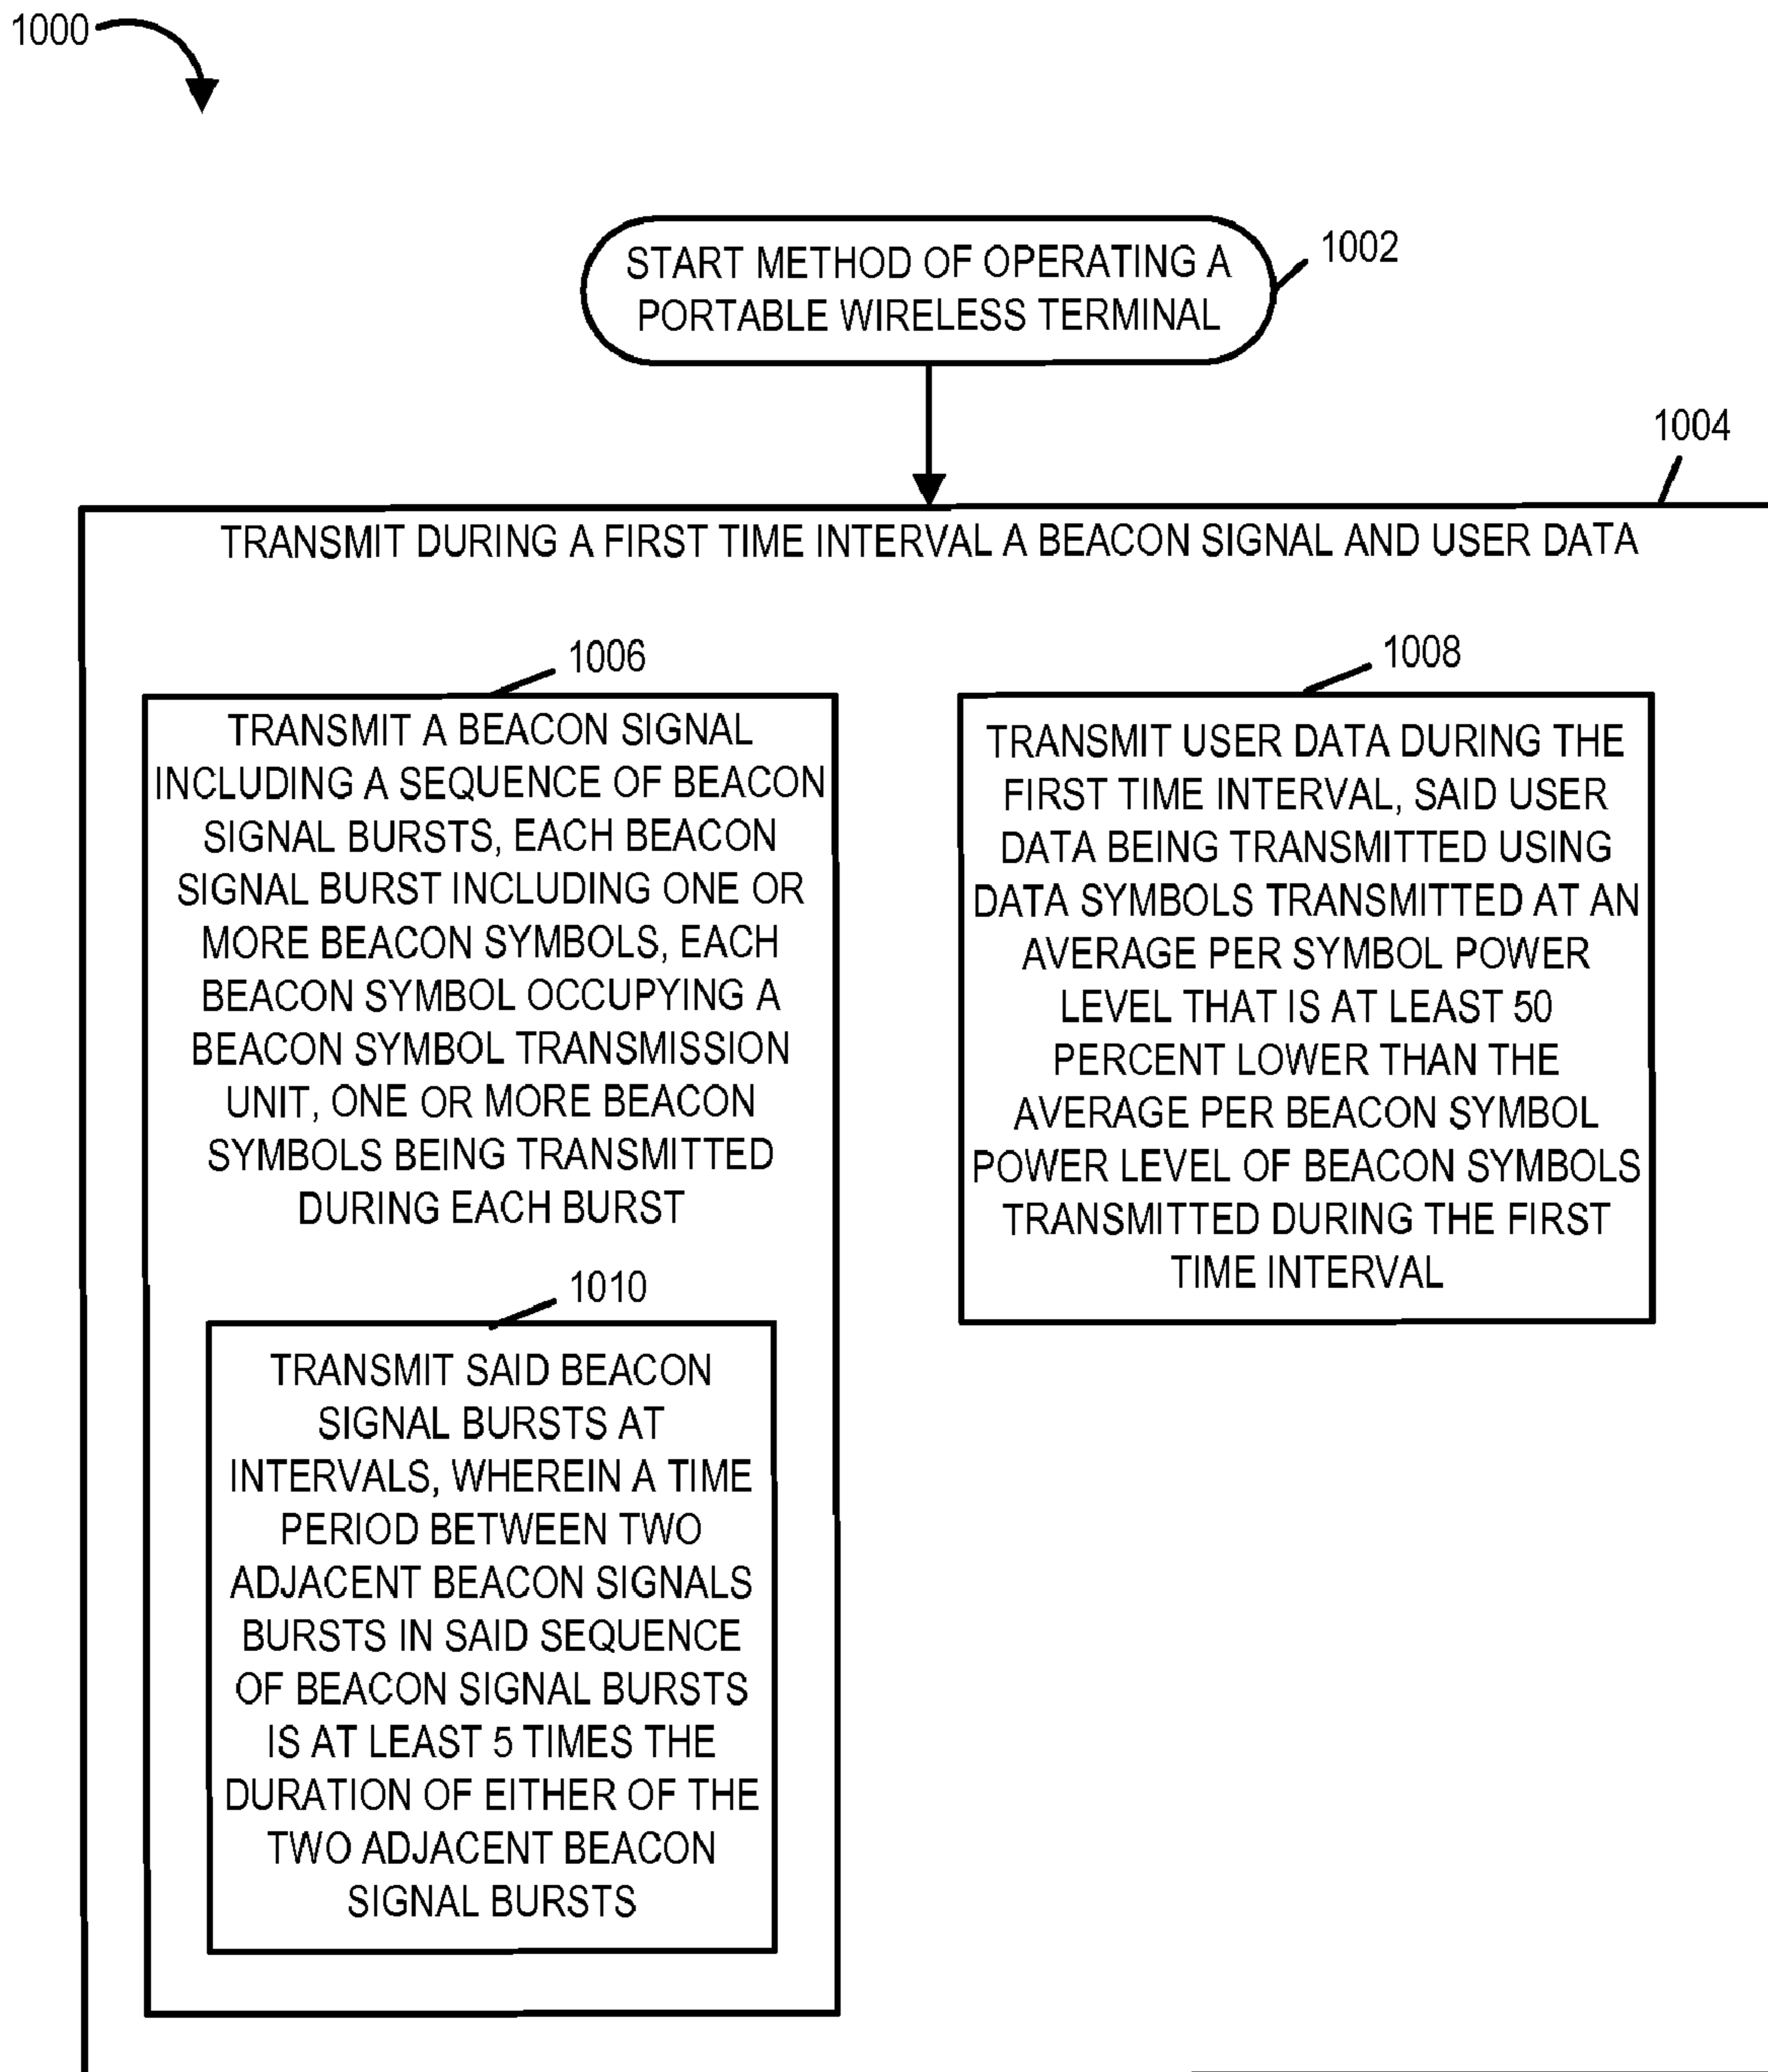 1000
START METHOD OF OPERATING A
PORTABLE WIRELESS TERMINAL
1002
1004
TRANSMIT DURING A FIRST TIME INTERVAL A BEACON SIGNAL AND USER DATA
1006
TRANSMIT A BEACON SIGNAL
INCLUDING A SEQUENCE OF BEACON
SIGNAL BURSTS, EACH BEACON
SIGNAL BURST INCLUDING ONE OR
MORE BEACON SYMBOLS, EACH
BEACON SYMBOL OCCUPYING A
BEACON SYMBOL TRANSMISSION
UNIT, ONE OR MORE BEACON
SYMBOLS BEING TRANSMITTED
DURING EACH BURST
1010
TRANSMIT SAID BEACON
SIGNAL BURSTS AT
INTERVALS, WHEREIN A TIME
PERIOD BETWEEN TWO
ADJACENT BEACON SIGNALS
BURSTS IN SAID SEQUENCE
OF BEACON SIGNAL BURSTS
IS AT LEAST 5 TIMES THE
DURATION OF EITHER OF THE
TWO ADJACENT BEACON
SIGNAL BURSTS
1008
TRANSMIT USER DATA DURING THE
FIRST TIME INTERVAL, SAID USER
DATA BEING TRANSMITTED USING
DATA SYMBOLS TRANSMITTED AT AN
AVERAGE PER SYMBOL POWER
LEVEL THAT IS AT LEAST 50
PERCENT LOWER THAN THE
AVERAGE PER BEACON SYMBOL
POWER LEVEL OF BEACON SYMBOLS
TRANSMITTED DURING THE FIRST
TIME INTERVAL